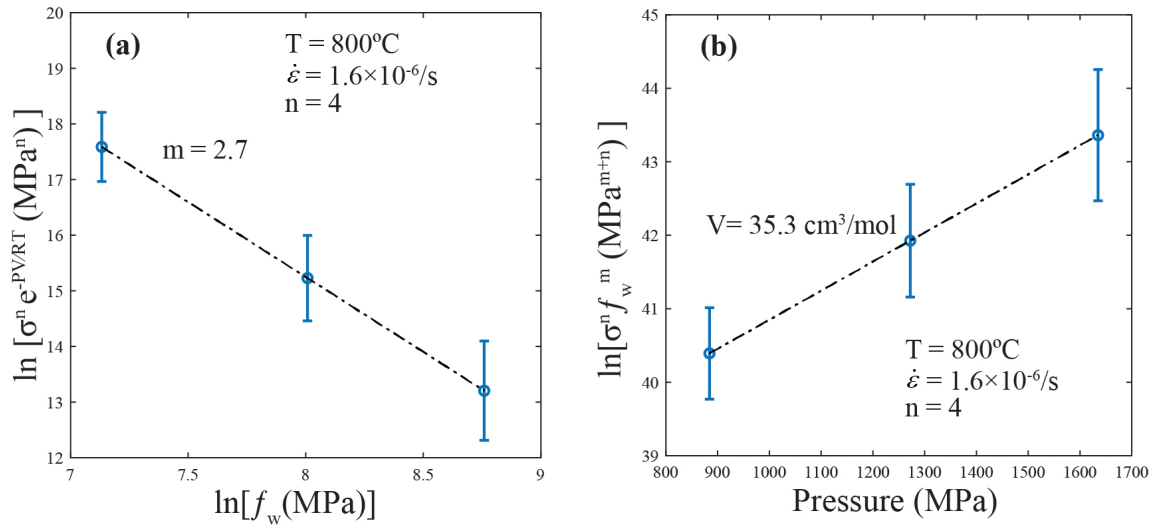 (a)
T = 800ºC
ε̇ = 1.6×10⁻⁶/s
n = 4
m = 2.7
ln [σⁿ e^-PV/RT (MPaⁿ) ]
20
19
18
17
16
15
14
13
12
7
7.5
8
8.5
9
ln[f_w(MPa)]
(b)
V= 35.3 cm³/mol
T = 800ºC
ε̇ = 1.6×10⁻⁶/s
n = 4
ln[σⁿf_w^m (MPa^m+n) ]
45
44
43
42
41
40
39
800
900
1000
1100
1200
1300
1400
1500
1600
1700
Pressure (MPa)